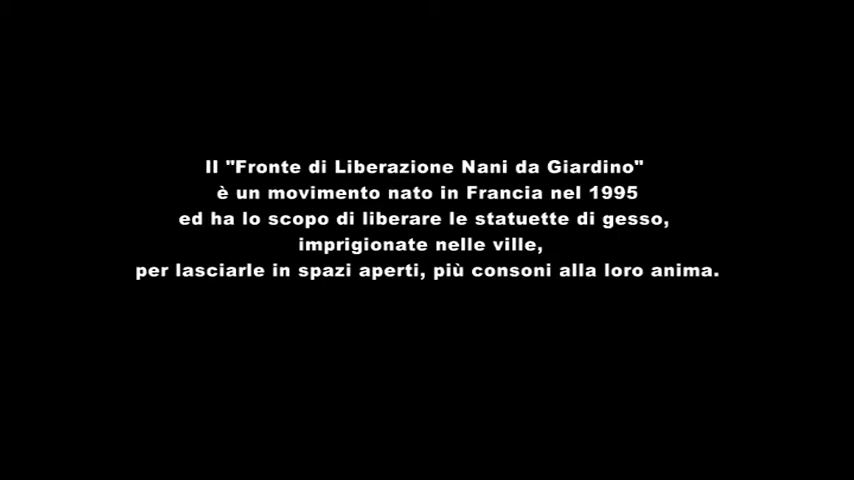 Il "Fronte di Liberazione Nani da Giardino"
è un movimento nato in Francia nel 1995
ed ha lo scopo di liberare le statuette di gesso,
imprigionate nelle ville,
per lasciarle in spazi aperti, più consoni alla loro anima.